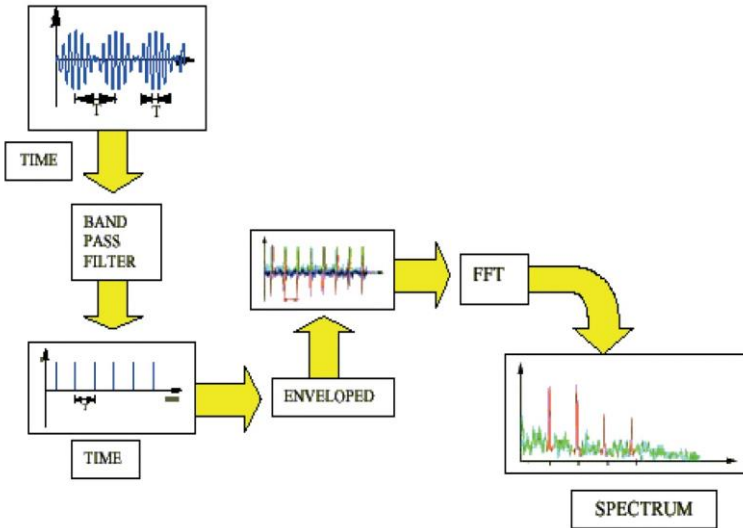 T
T
TIME
BAND
PASS
FILTER
T
TIME
ENVELOPED
FFT
SPECTRUM